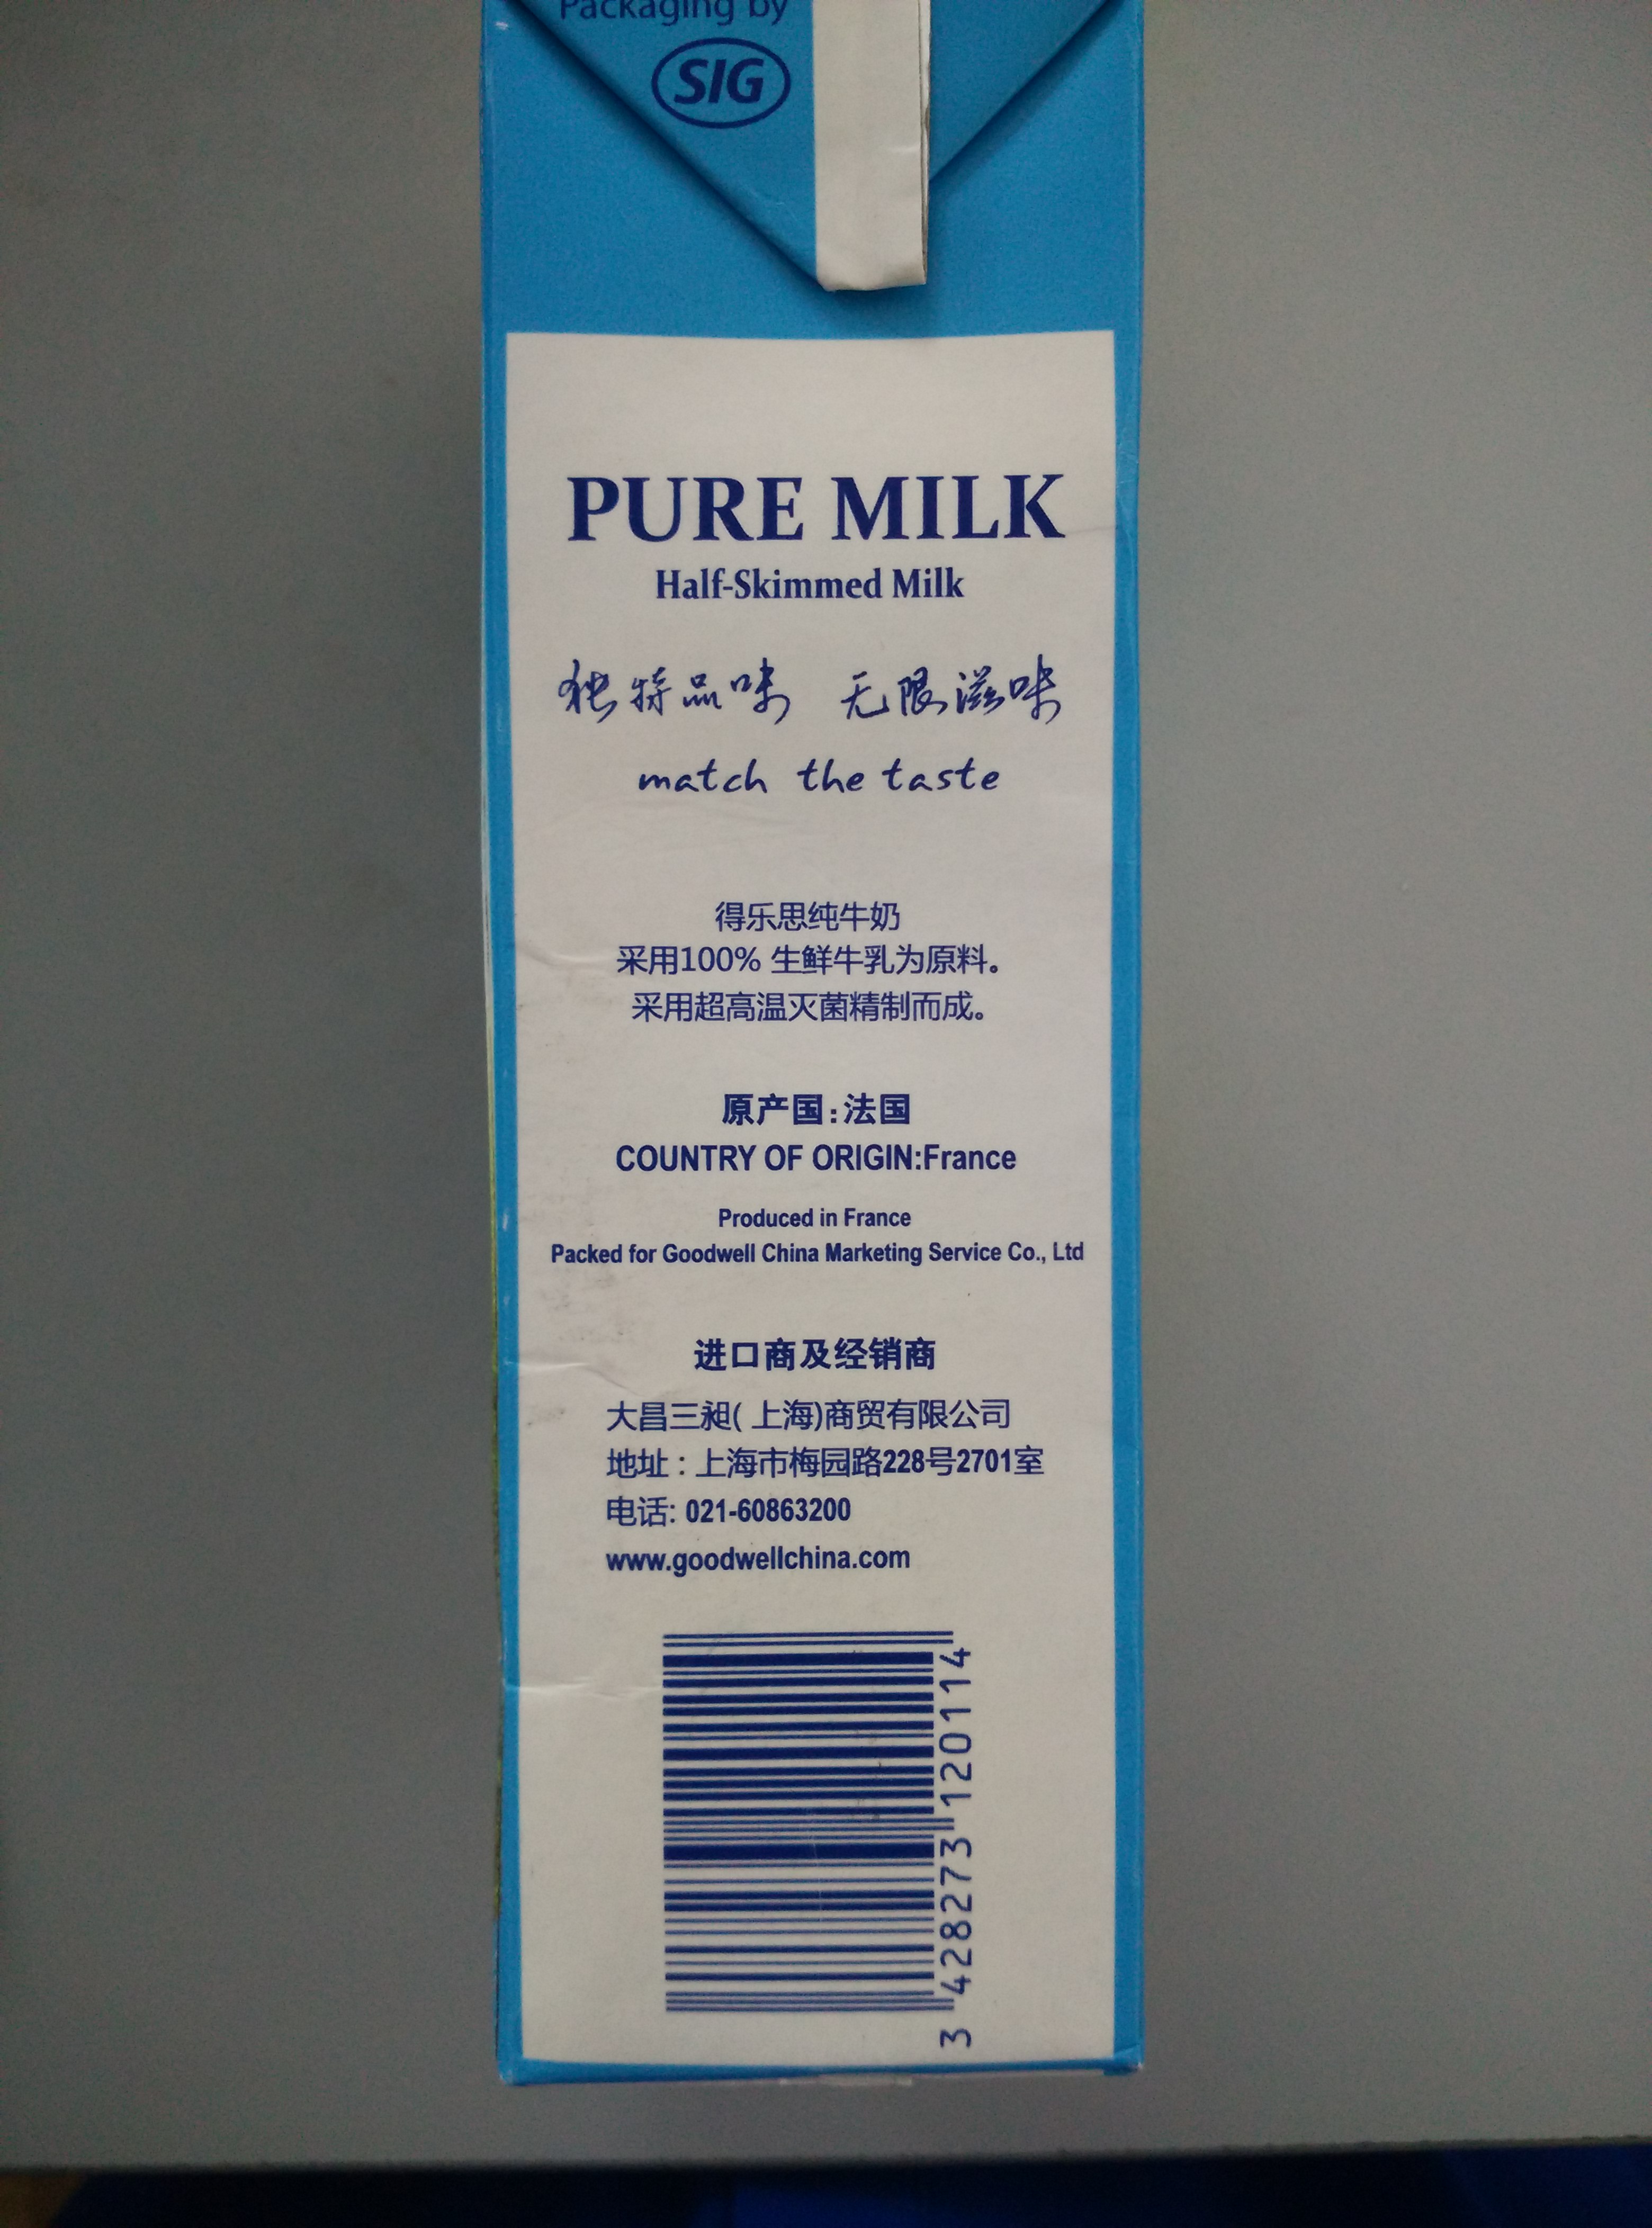 Packaging by
SIG
PURE MILK
Half-Skimmed Milk
独特品味 无限滋味
match the taste
得乐思纯牛奶
采用100% 生鲜牛乳为原料。
采用超高温灭菌精制而成。
原产国:法国
COUNTRY OF ORIGIN:France
Produced in France
Packed for Goodwell China Marketing Service Co., Ltd
进口商及经销商
大昌三昶( 上海)商贸有限公司
地址：上海市梅园路228号2701室
电话: 021-60863200
www.goodwellchina.com
3 428273 120114